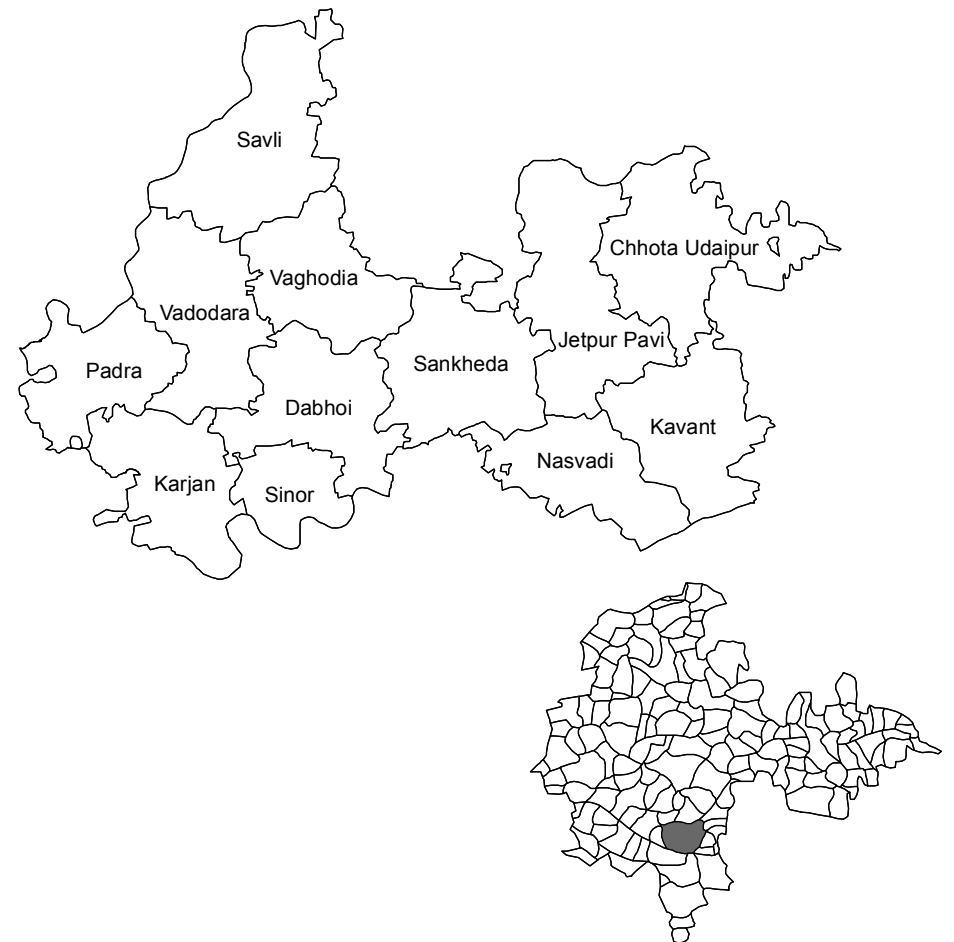 Savli
Chhota Udaipur
Vaghodia
Vadodara
Jetpur Pavi
Sankheda
Padra
Dabhoi
Kavant
Nasvadi
Karjan
Sinor